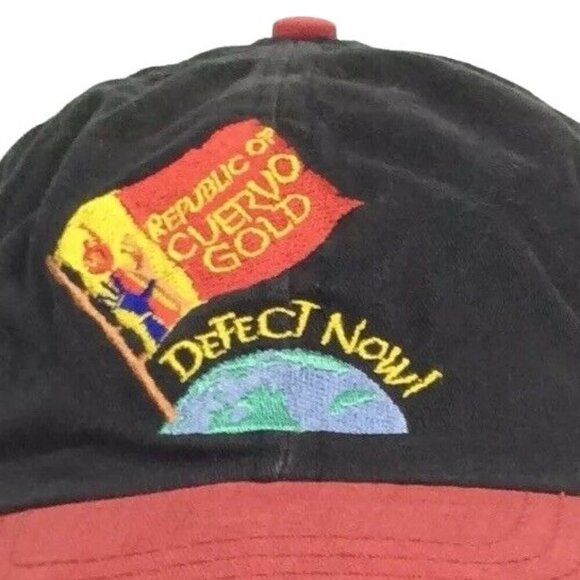 REPUBLIC OF
CUERVO
GOLD
DEFECT NOW!